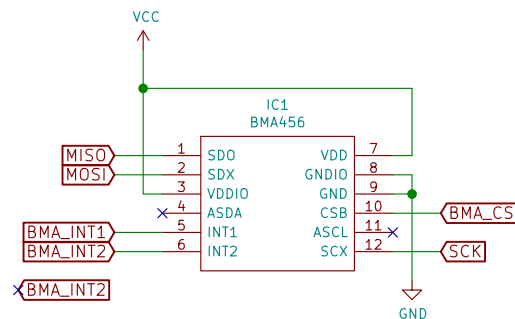 VCC
IC1
BMA456
MISO 1 SDO VDD 7
MOSI 2 SDX GNDIO 8
3 VDDIO GND 9
4 ASDA CSB 10 BMA_CS
BMA_INT1 5 INT1 ASCL 11
BMA_INT2 6 INT2 SCX 12 SCK
BMA_INT2
GND